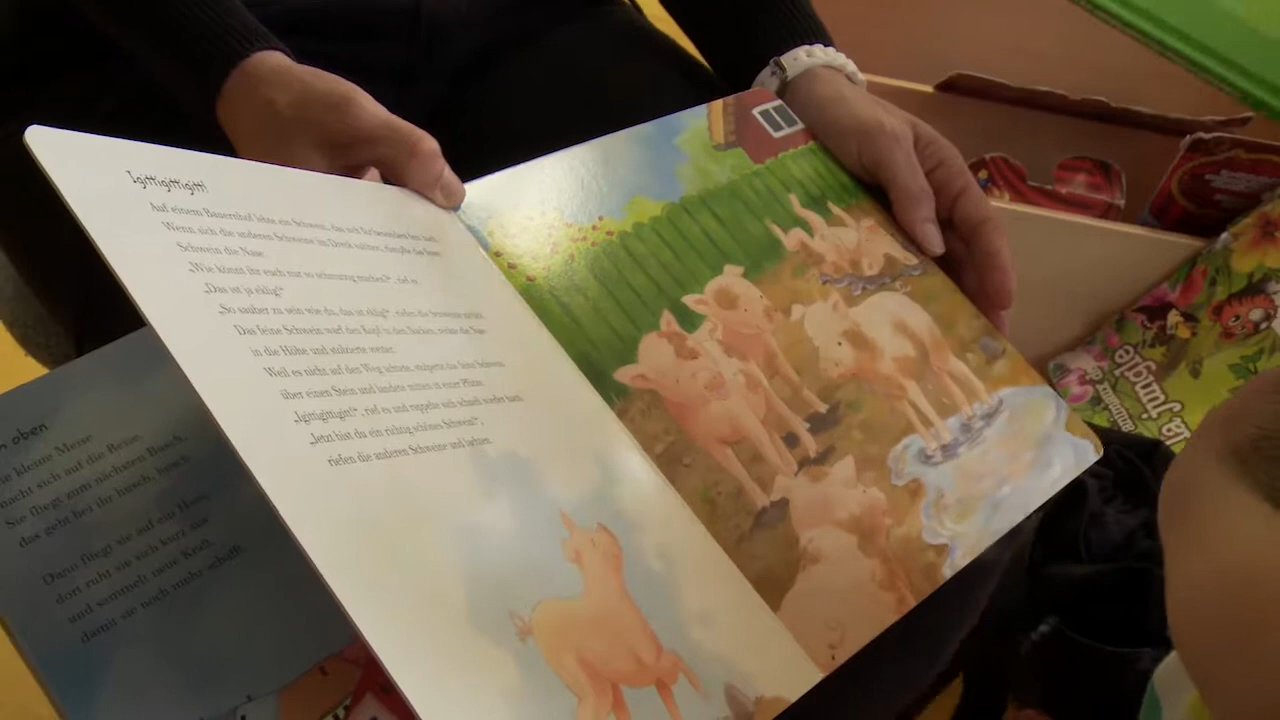 Igittigittigitt!
Auf einem Bauernhof lebte ein Schwein, das sich für besonders fein hielt.
Wenn sich die anderen Schweine im Dreck suhlten, rümpfte das feine
Schwein die Nase.
„Wie könnt ihr euch nur so schmutzig machen?“, rief es.
„Das ist ja eklig!“
„So sauber zu sein wie du, das ist eklig!“, riefen die Schweine zurück.
Das feine Schwein warf den Kopf in den Nacken, reckte die Nase
in die Höhe und stolzierte weiter.
Weil es nicht auf den Weg achtete, stolperte das feine Schwein
über einen Stein und landete mitten in einer Pfütze.
„Igittigittigitt!“, rief es und rappelte sich schnell wieder auf.
„Jetzt bist du ein richtig schönes Schwein!“,
riefen die anderen Schweine und lachten.
oben
kleine Meise
macht sich auf die Reise.
Sie fliegt zum nächsten Busch,
das geht bei ihr husch, husch.
Dann fliegt sie auf ein Haus,
dort ruht sie sich kurz aus
und sammelt neue Kraft,
damit sie noch mehr schafft.
la jungle